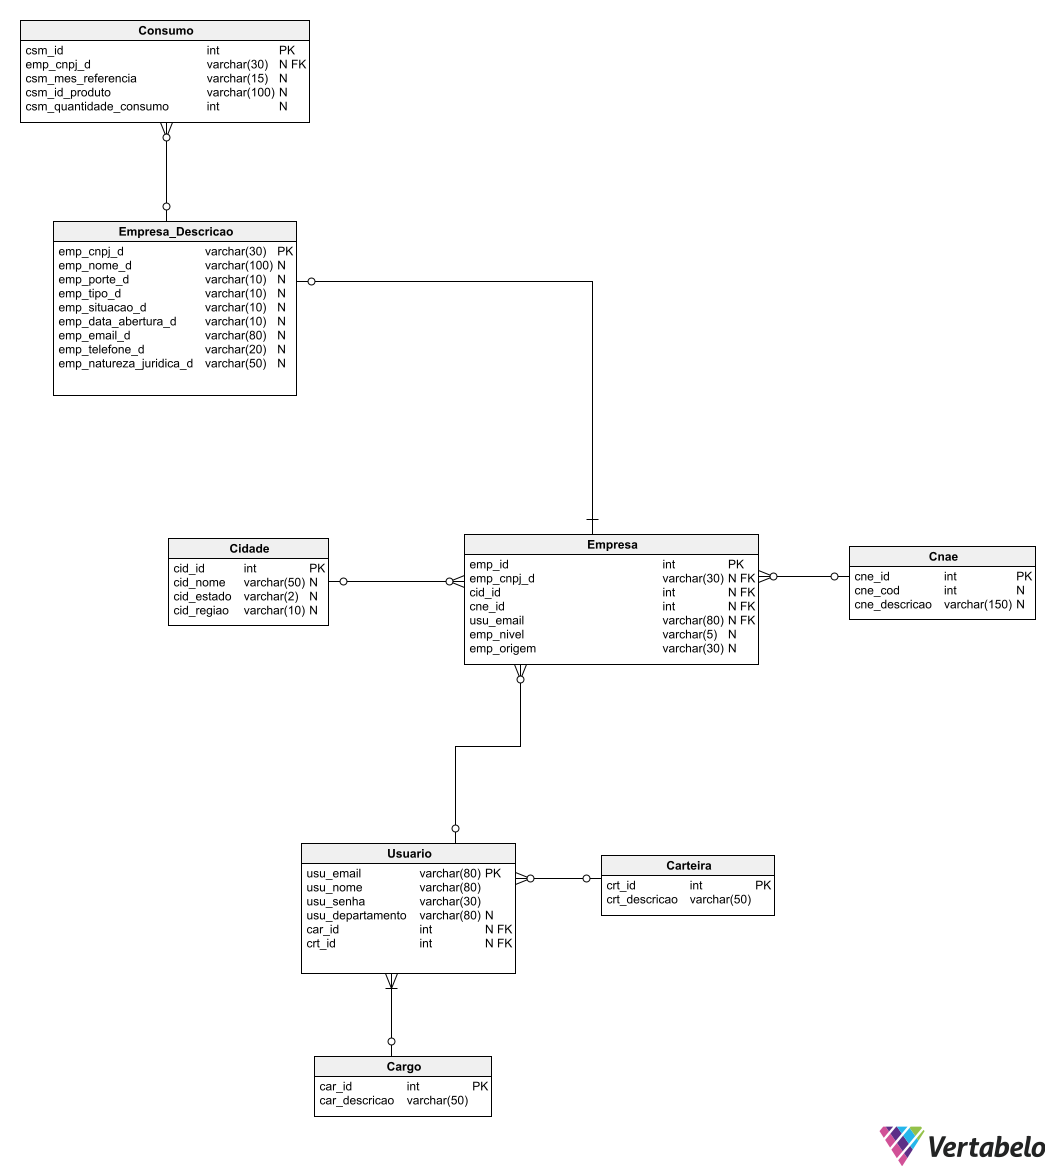 Consumo
csm_id int PK
emp_cnpj_d varchar(30) N FK
csm_mes_referencia varchar(15) N
csm_id_produto varchar(100) N
csm_quantidade_consumo int N
Empresa_Descricao
emp_cnpj_d varchar(30) PK
emp_nome_d varchar(100) N
emp_porte_d varchar(10) N
emp_tipo_d varchar(10) N
emp_situacao_d varchar(10) N
emp_data_abertura_d varchar(10) N
emp_email_d varchar(80) N
emp_telefone_d varchar(20) N
emp_natureza_juridica_d varchar(50) N
Cidade
cid_id int PK
cid_nome varchar(50) N
cid_estado varchar(2) N
cid_regiao varchar(10) N
Empresa
emp_id int PK
emp_cnpj_d varchar(30) N FK
cid_id int N FK
cne_id int N FK
usu_email varchar(80) N FK
emp_nivel varchar(5) N
emp_origem varchar(30) N
Cnae
cne_id int PK
cne_cod int N
cne_descricao varchar(150) N
Usuario
usu_email varchar(80) PK
usu_nome varchar(80)
usu_senha varchar(30)
usu_departamento varchar(80) N
car_id int N FK
crt_id int N FK
Carteira
crt_id int PK
crt_descricao varchar(50)
Cargo
car_id int PK
car_descricao varchar(50)
Vertabelo